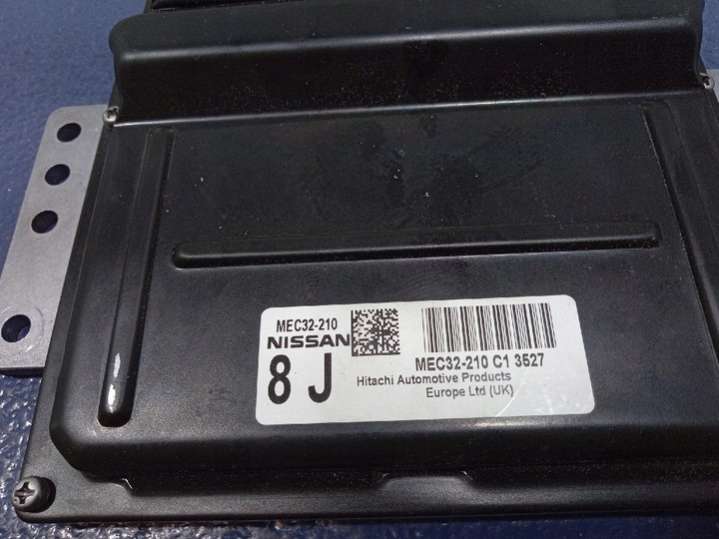 MEC32-210
NISSAN
8 J
MEC32-210 C1 3527
Hitachi Automotive Products
Europe Ltd (UK)